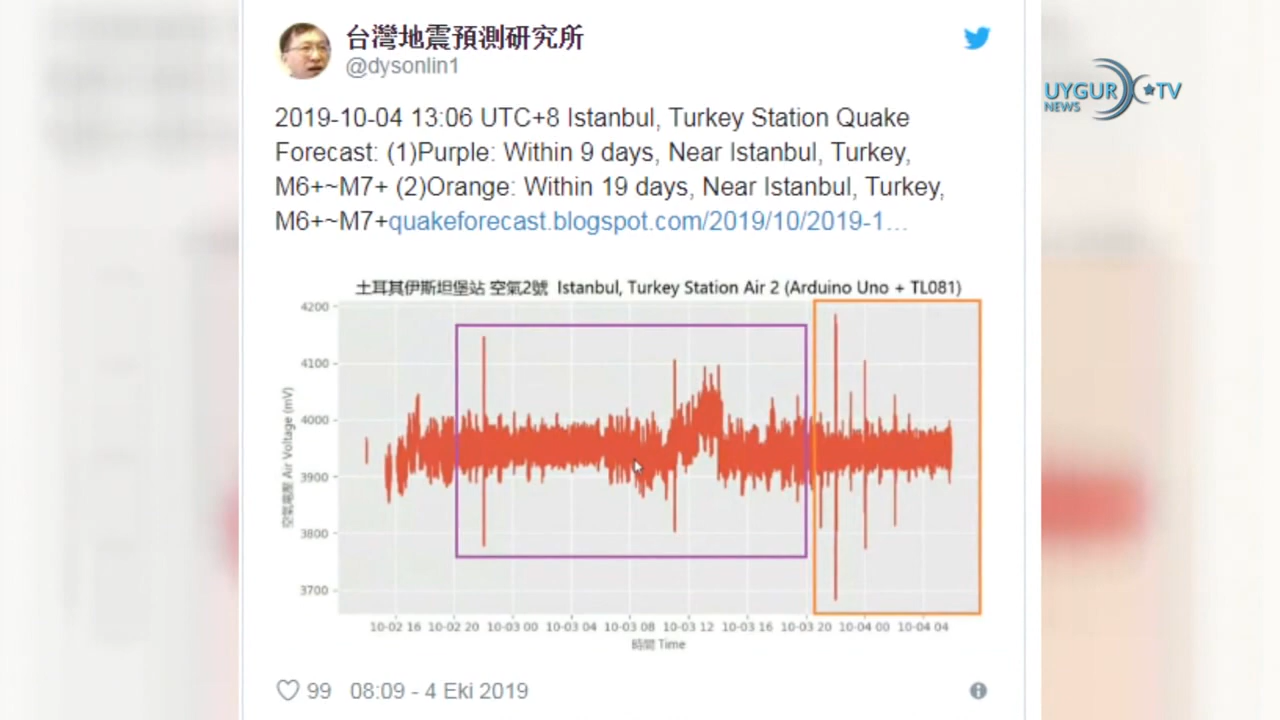 台灣地震預測研究所
@dysonlin1
UYGUR TV
NEWS
2019-10-04 13:06 UTC+8 Istanbul, Turkey Station Quake
Forecast: (1)Purple: Within 9 days, Near Istanbul, Turkey,
M6+~M7+ (2)Orange: Within 19 days, Near Istanbul, Turkey,
M6+~M7+quakeforecast.blogspot.com/2019/10/2019-1…
土耳其伊斯坦堡站 空氣2號 Istanbul, Turkey Station Air 2 (Arduino Uno + TL081)
4200
4100
4000
3900
3800
3700
空氣電壓 Air Voltage (mV)
10-02 16 10-02 20 10-03 00 10-03 04 10-03 08 10-03 12 10-03 16 10-03 20 10-04 00 10-04 04
時間 Time
99 08:09 - 4 Eki 2019